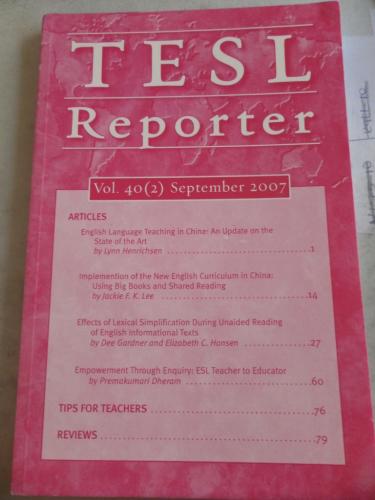 TESL
Reporter
Vol. 40(2) September 2007
ARTICLES
English Language Teaching in China: An Update on the
State of the Art
by Lynn Henrichsen ........................................1
Implemention of the New English Curriculum in China:
Using Big Books and Shared Reading
by Jackie F. K. Lee ........................................14
Effects of Lexical Simplification During Unaided Reading
of English Informational Texts
by Dee Gardner and Elizabeth C. Hansen ....................27
Empowerment Through Enquiry: ESL Teacher to Educator
by Premakumari Dheram ....................................60
TIPS FOR TEACHERS ........................................76
REVIEWS ..................................................79